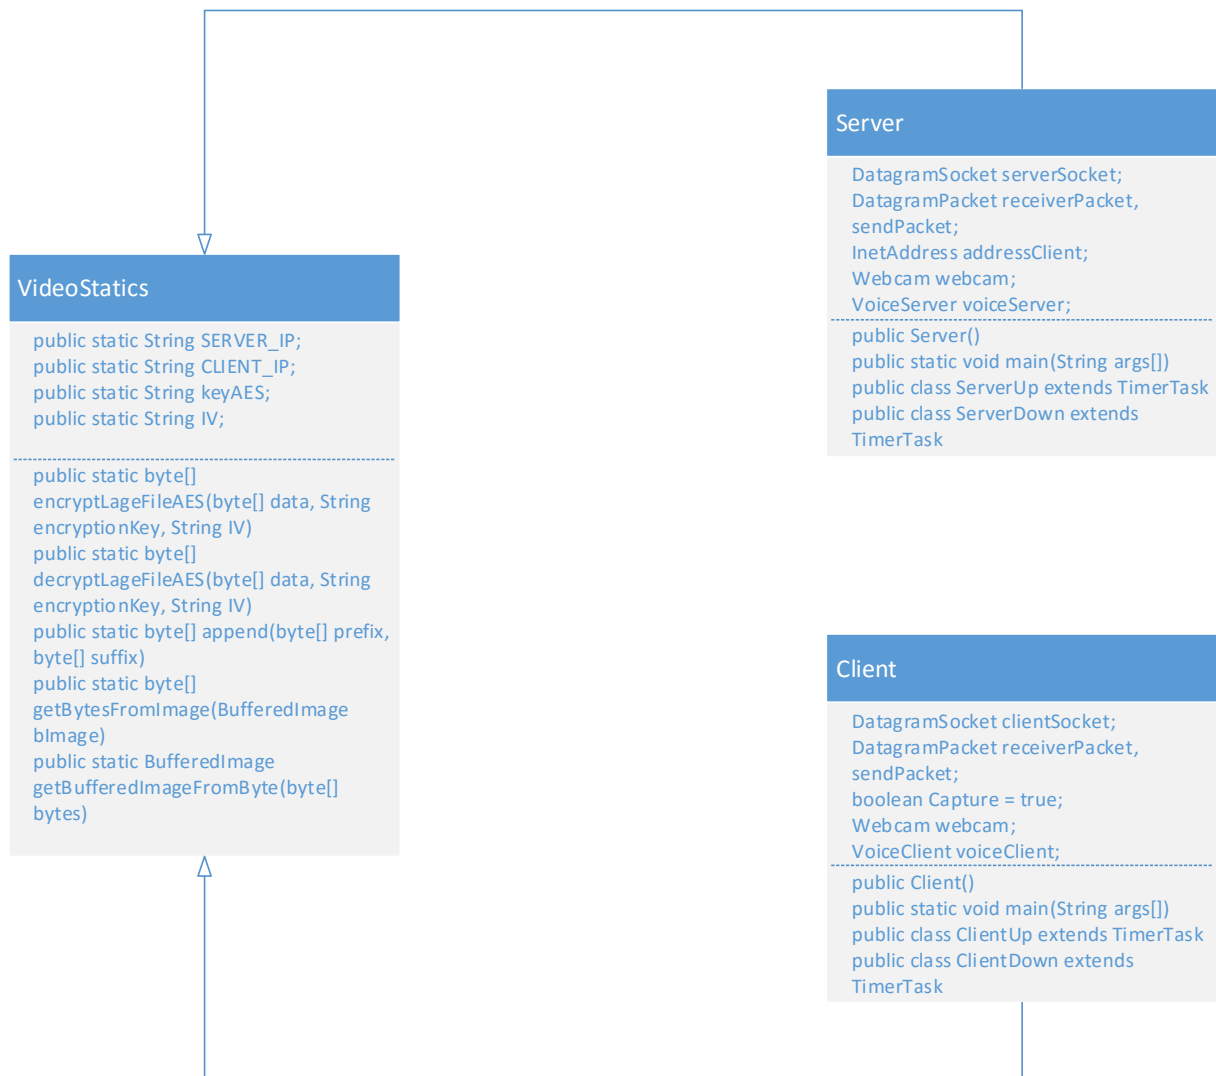 Server
DatagramSocket serverSocket;
DatagramPacket receiverPacket,
sendPacket;
InetAddress addressClient;
Webcam webcam;
VoiceServer voiceServer;
public Server()
public static void main(String args[])
public class ServerUp extends TimerTask
public class ServerDown extends
TimerTask
VideoStatics
public static String SERVER_IP;
public static String CLIENT_IP;
public static String keyAES;
public static String IV;
public static byte[]
encryptLageFileAES(byte[] data, String
encryptionKey, String IV)
public static byte[]
decryptLageFileAES(byte[] data, String
encryptionKey, String IV)
public static byte[] append(byte[] prefix,
byte[] suffix)
public static byte[]
getBytesFromImage(BufferedImage
bImage)
public static BufferedImage
getBufferedImageFromByte(byte[]
bytes)
Client
DatagramSocket clientSocket;
DatagramPacket receiverPacket,
sendPacket;
boolean Capture = true;
Webcam webcam;
VoiceClient voiceClient;
public Client()
public static void main(String args[])
public class ClientUp extends TimerTask
public class ClientDown extends
TimerTask